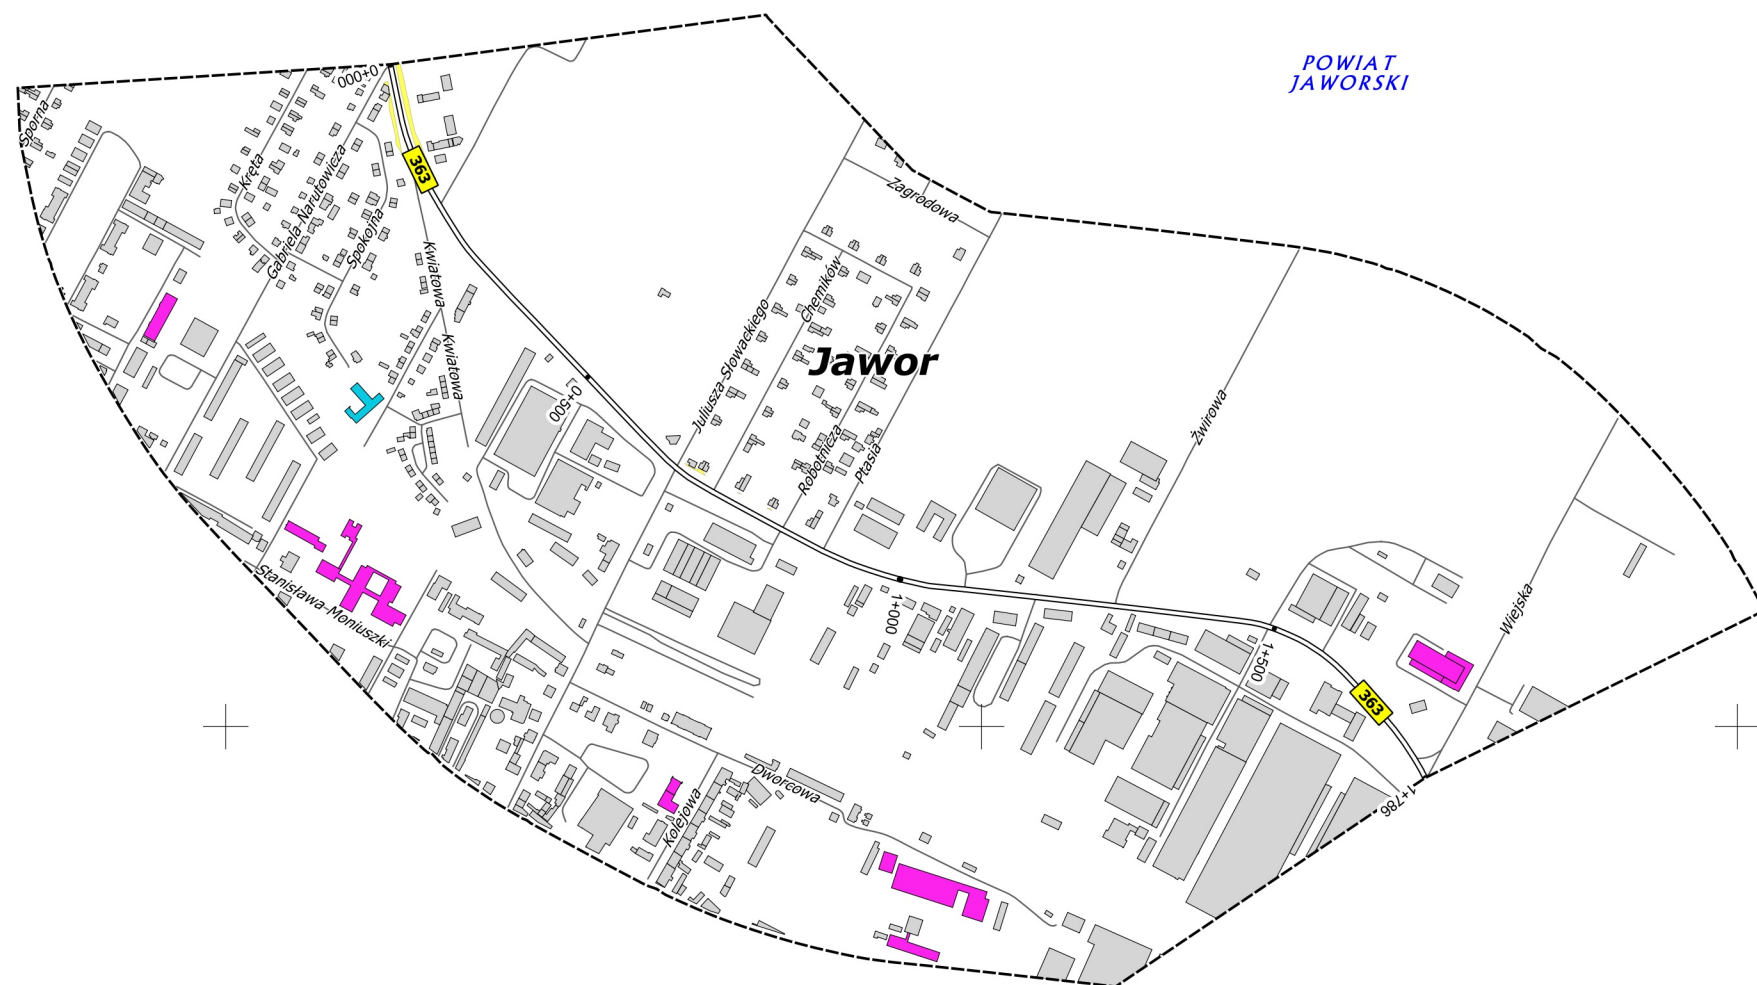 POWIAT
JAWORSKI
0+000
Sporna
363
Kręta
Gabriela Narutowicza
Spokojna
Zagrodowa
Kwiatowa
Chemików
Juliusza Słowackiego
Kwiatowa
Jawor
0+500
Żwirowa
Robotnicza
Ptasia
Stanisława Moniuszki
1+000
Wiejska
1+500
363
Dworcowa
Kolejowa
1+786